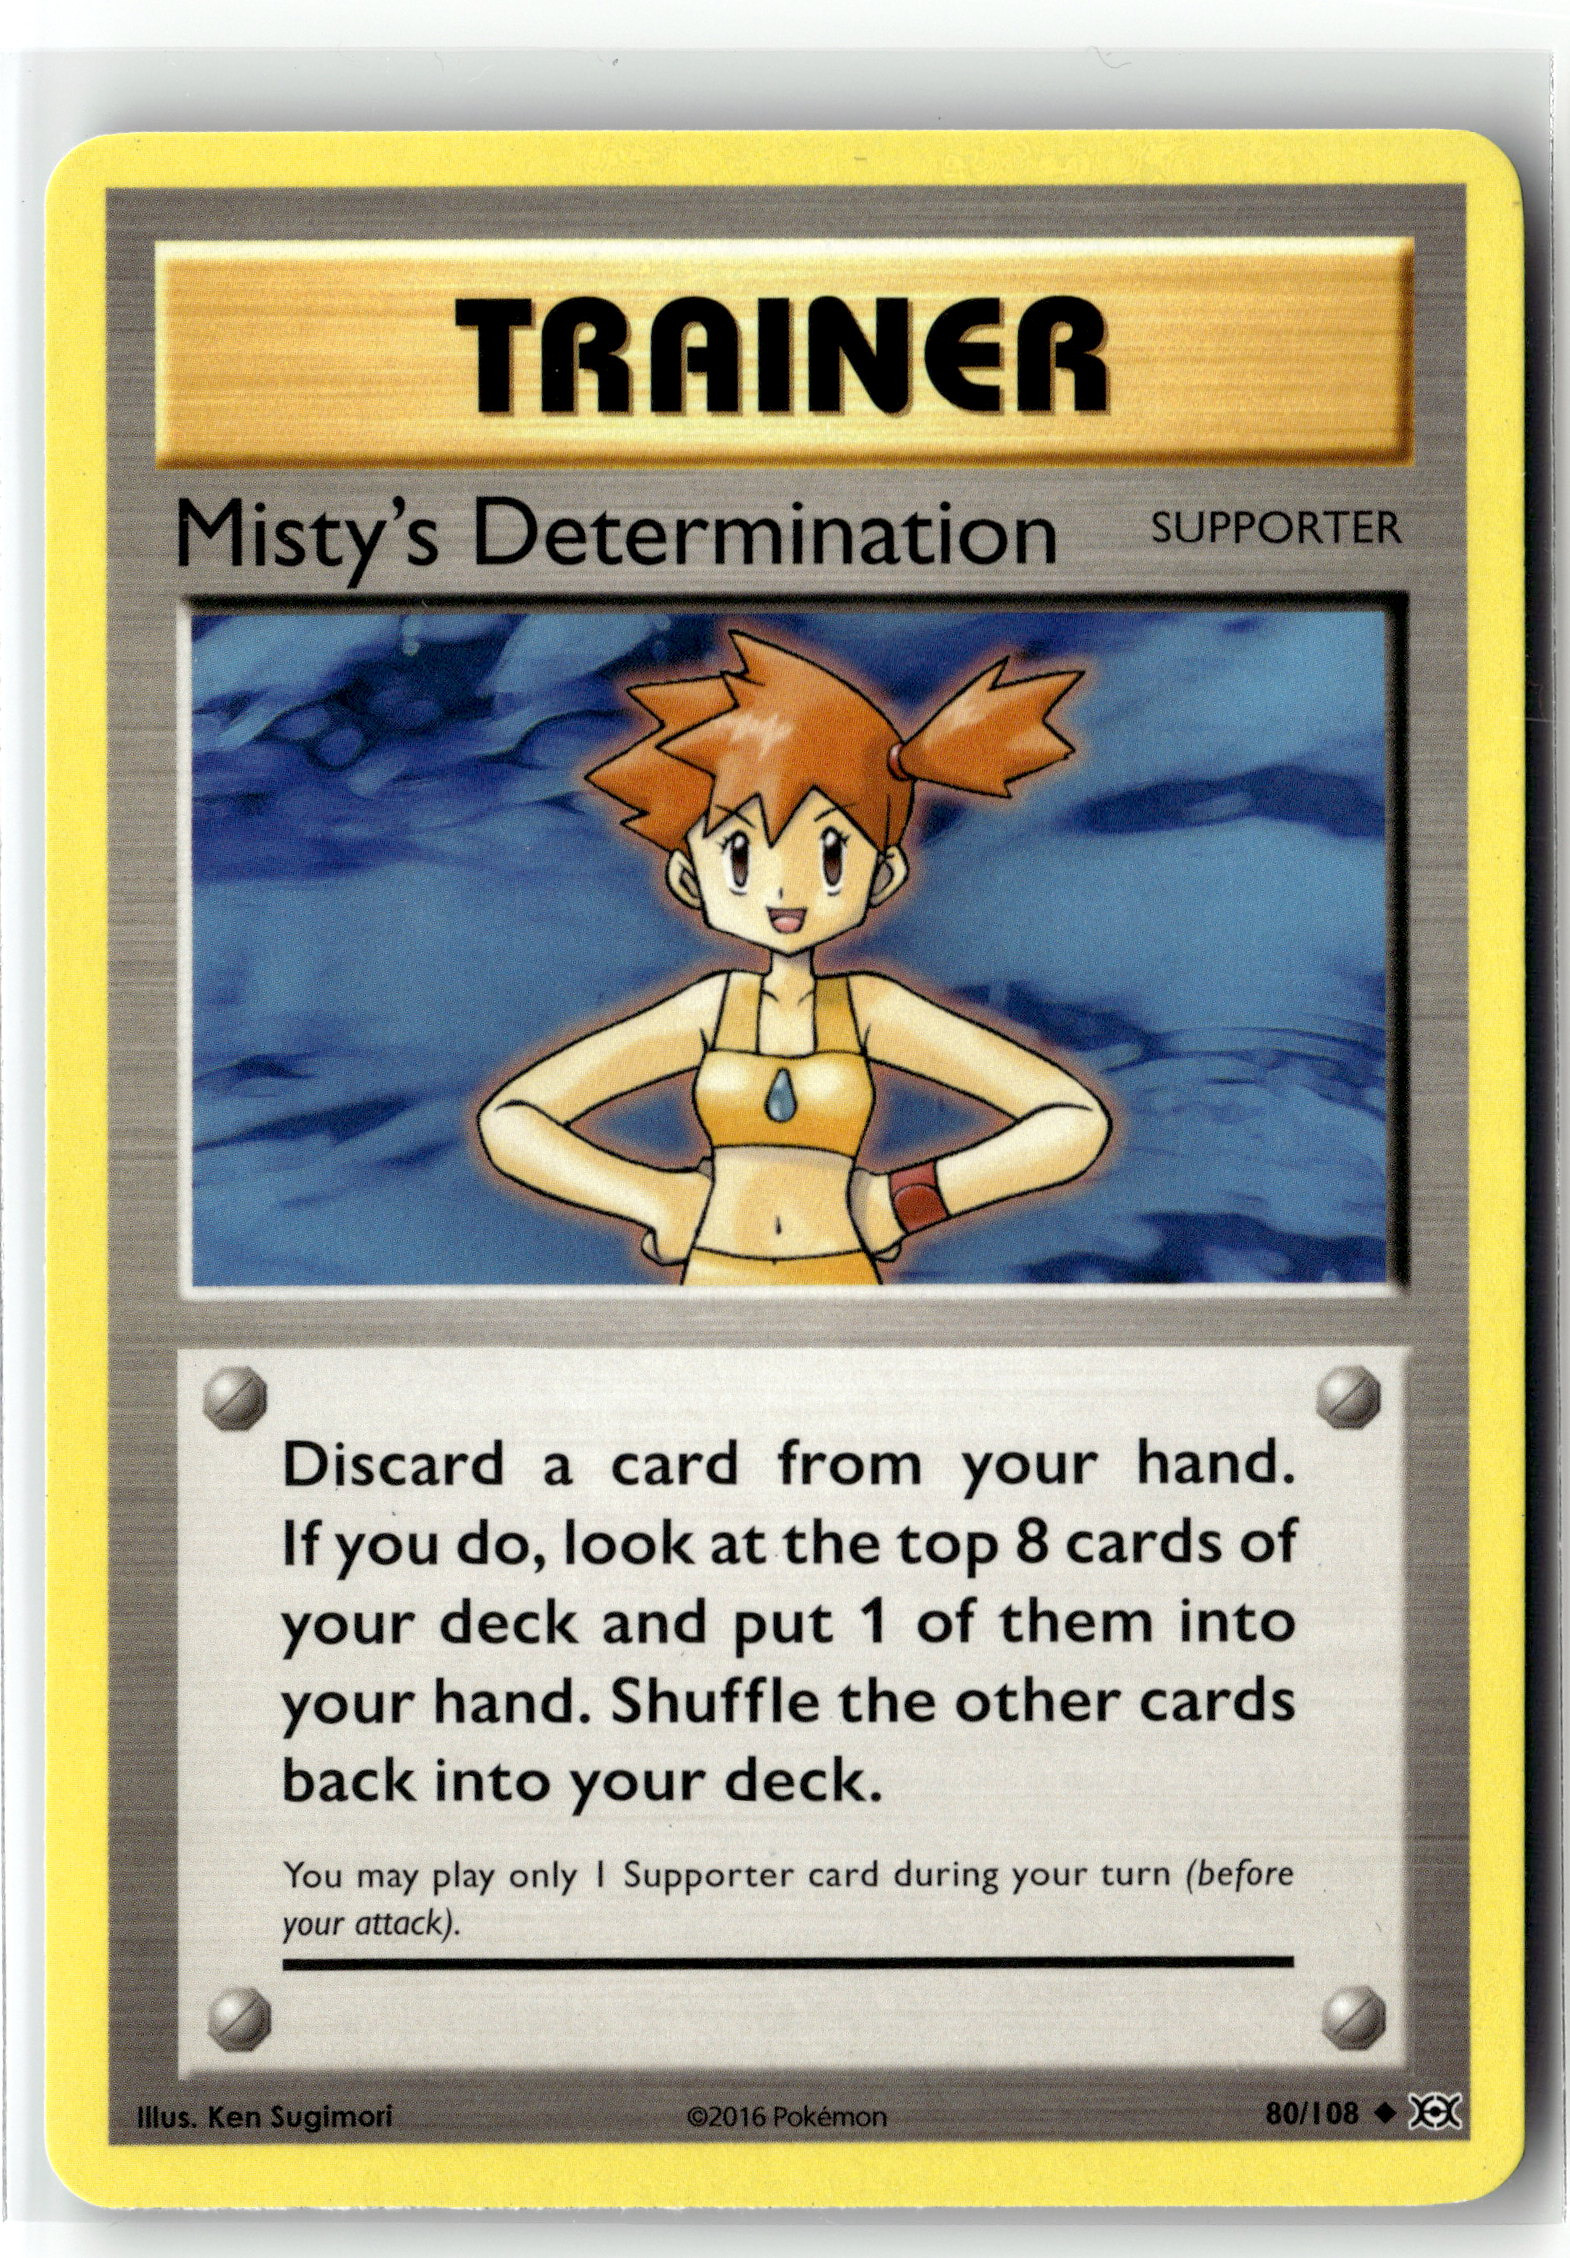 TRAINER
Misty's Determination SUPPORTER
Discard a card from your hand.
If you do, look at the top 8 cards of
your deck and put 1 of them into
your hand. Shuffle the other cards
back into your deck.
You may play only 1 Supporter card during your turn (before
your attack).
Illus. Ken Sugimori ©2016 Pokémon 80/108